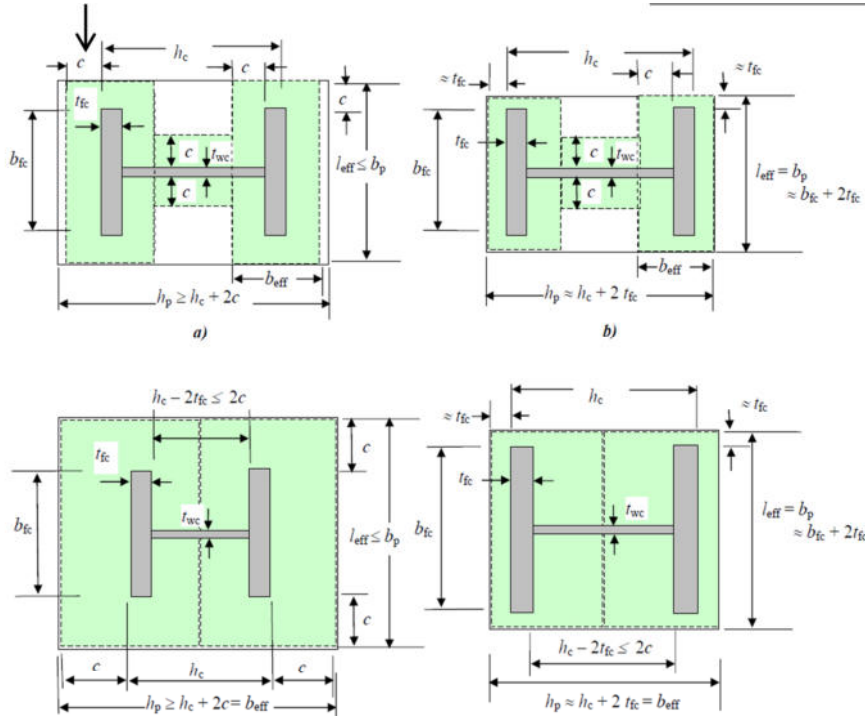 c
h_c
c
c
t_fc
b_fc
c
t_wc
c
l_eff ≤ b_p
b_eff
h_p ≥ h_c + 2c
a)
h_c
≈ t_fc
c
≈ t_fc
t_fc
b_fc
c
t_wc
c
l_eff = b_p
≈ b_fc + 2t_fc
b_eff
h_p ≈ h_c + 2 t_fc
b)
h_c – 2t_fc ≤ 2c
c
t_fc
b_fc
t_wc
l_eff ≤ b_p
c
c
h_c
c
h_p ≥ h_c + 2c = b_eff
h_c
≈ t_fc
≈ t_fc
t_fc
b_fc
t_wc
l_eff = b_p
≈ b_fc + 2t_fc
h_c – 2t_fc ≤ 2c
h_p ≈ h_c + 2 t_fc = b_eff